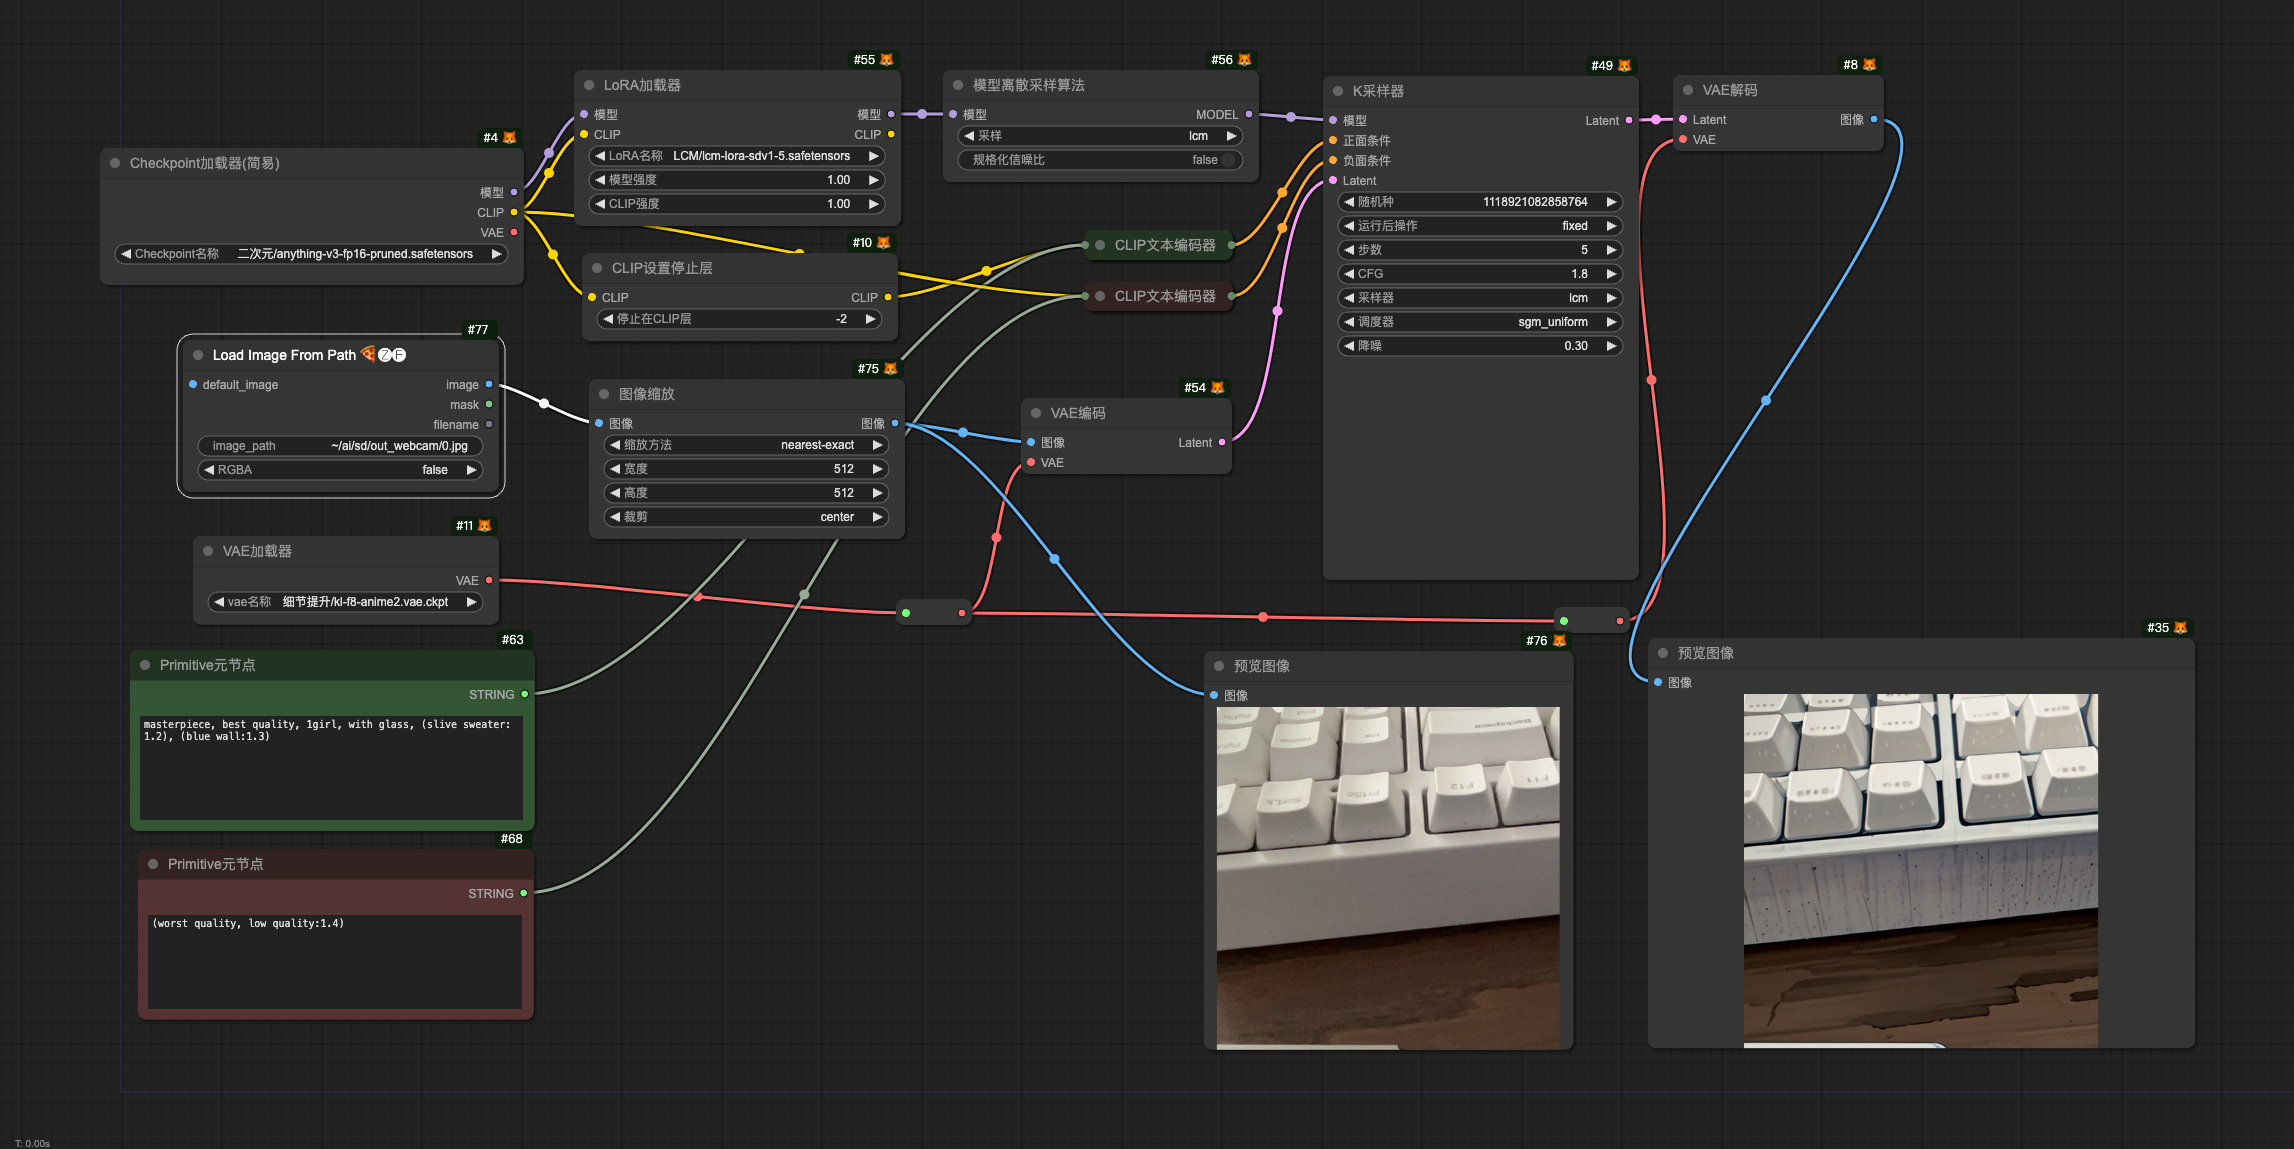 #4
Checkpoint加载器(简易)
模型
CLIP
VAE
Checkpoint名称 二次元/anything-v3-fp16-pruned.safetensors
#55
LoRA加载器
模型 模型
CLIP CLIP
LoRA名称 LCM/lcm-lora-sdv1-5.safetensors
模型强度 1.00
CLIP强度 1.00
#56
模型离散采样算法
模型 MODEL
采样 lcm
规格化信噪比 false
#49
K采样器
模型 Latent
正面条件
负面条件
Latent
随机种 1118921082858764
运行后操作 fixed
步数 5
CFG 1.8
采样器 lcm
调度器 sgm_uniform
降噪 0.30
#8
VAE解码
Latent 图像
VAE
#10
CLIP设置停止层
CLIP CLIP
停止在CLIP层 -2
CLIP文本编码器
CLIP文本编码器
#77
Load Image From Path
default_image image
mask
filename
image_path ~/ai/sd/out_webcam/0.jpg
RGBA false
#75
图像缩放
图像 图像
缩放方法 nearest-exact
宽度 512
高度 512
裁剪 center
#54
VAE编码
图像 Latent
VAE
#11
VAE加载器
VAE
vae名称 细节提升/kl-f8-anime2.vae.ckpt
#63
Primitive元节点
STRING
masterpiece, best quality, 1girl, with glass, (slive sweater:
1.2), (blue wall:1.3)
#68
Primitive元节点
STRING
(worst quality, low quality:1.4)
#76
预览图像
图像
Backspace
PrtSc
F12
F11
#35
预览图像
图像
T: 0.00s